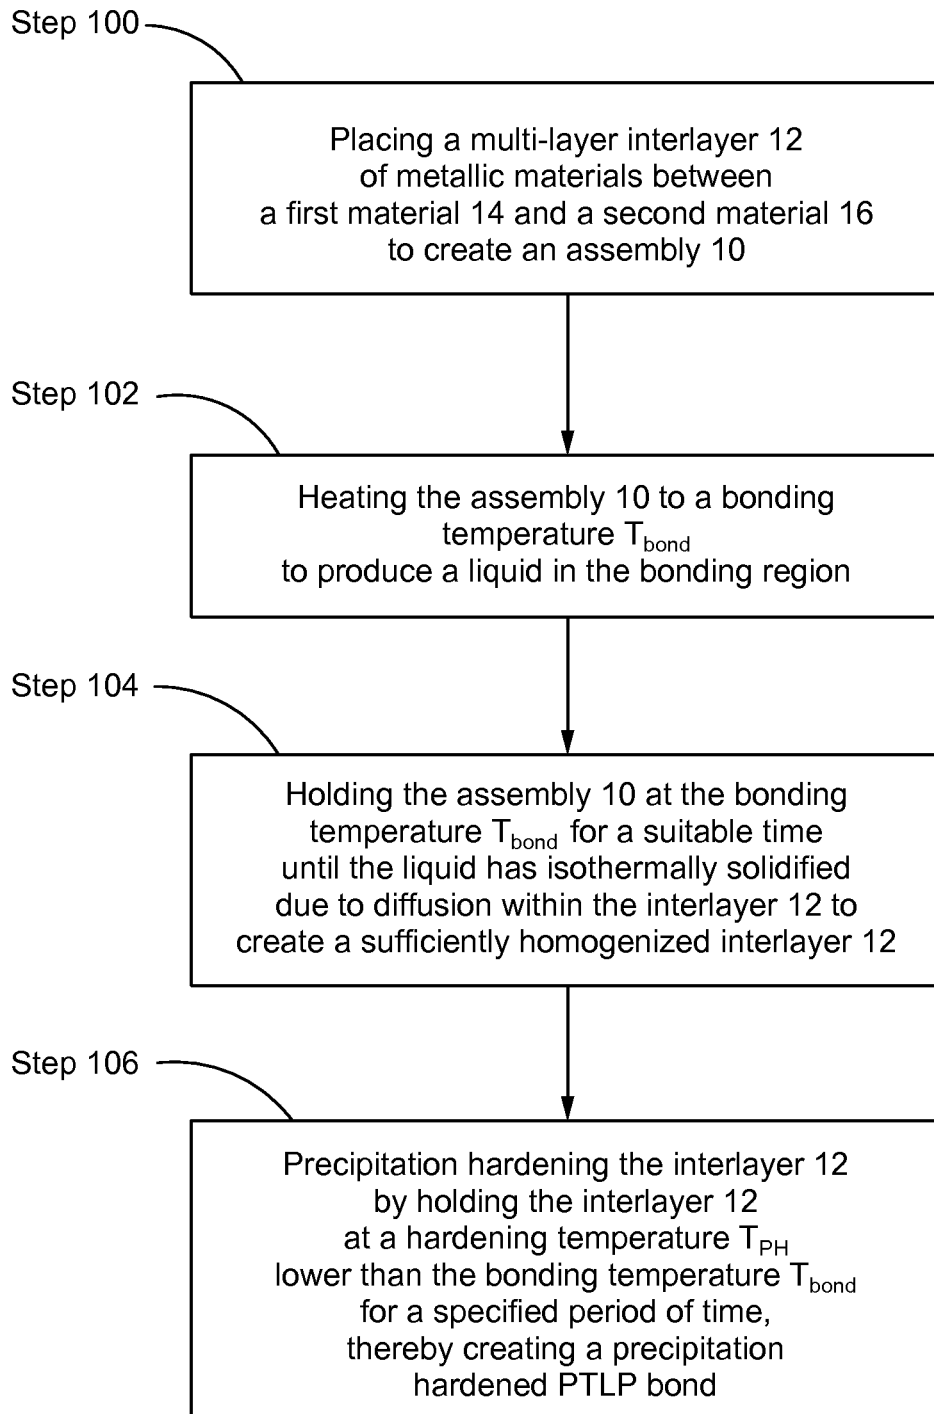 Step 100
Placing a multi-layer interlayer 12
of metallic materials between
a first material 14 and a second material 16
to create an assembly 10
Step 102
Heating the assembly 10 to a bonding
temperature Tbond
to produce a liquid in the bonding region
Step 104
Holding the assembly 10 at the bonding
temperature Tbond for a suitable time
until the liquid has isothermally solidified
due to diffusion within the interlayer 12 to
create a sufficiently homogenized interlayer 12
Step 106
Precipitation hardening the interlayer 12
by holding the interlayer 12
at a hardening temperature TPH
lower than the bonding temperature Tbond
for a specified period of time,
thereby creating a precipitation
hardened PTLP bond